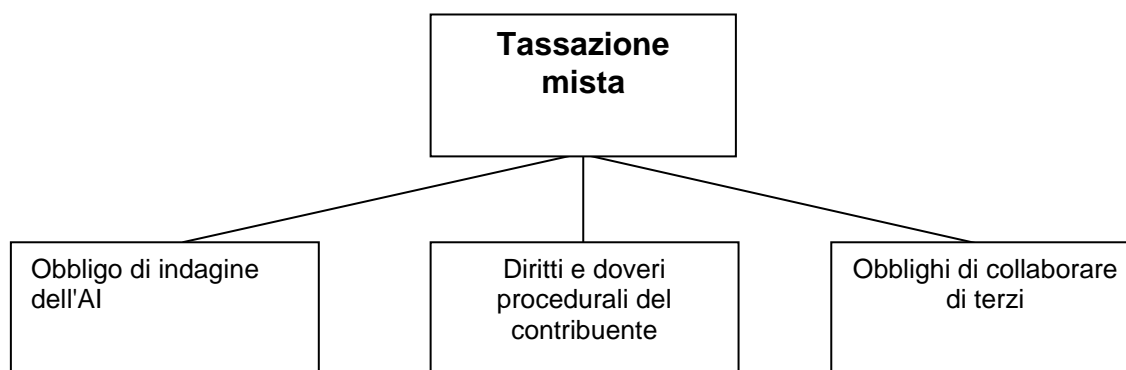 Tassazione
mista
Obbligo di indagine
dell'AI
Diritti e doveri
procedurali del
contribuente
Obblighi di collaborare
di terzi